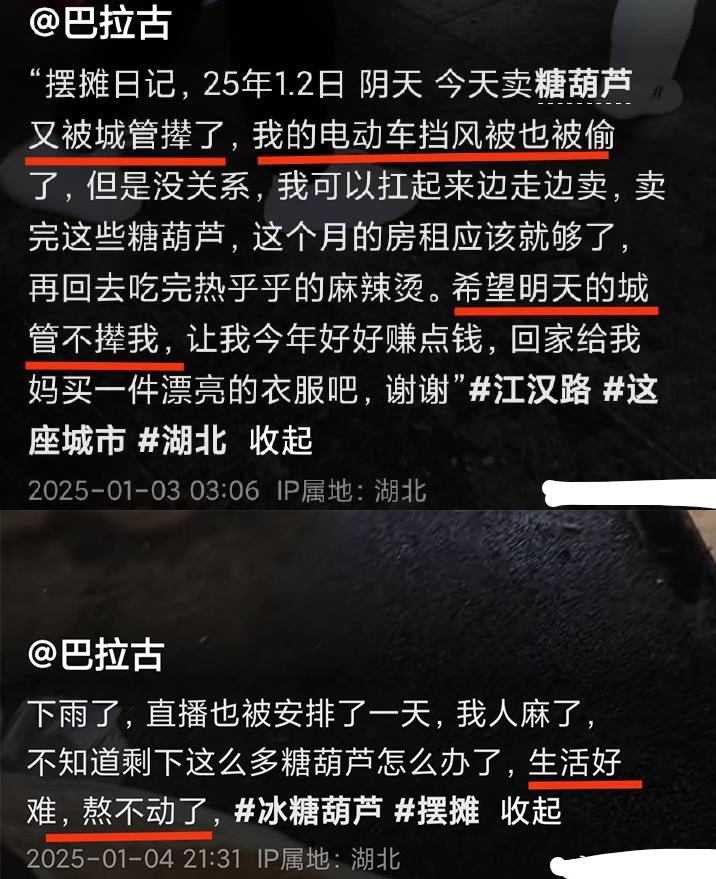 @巴拉古
“摆摊日记，25年1.2日 阴天 今天卖糖葫芦
又被城管撵了，我的电动车挡风被也被偷
了，但是没关系，我可以扛起来边走边卖，卖
完这些糖葫芦，这个月的房租应该就够了，
再回去吃完热乎乎的麻辣烫。希望明天的城
管不撵我，让我今年好好赚点钱，回家给我
妈买一件漂亮的衣服吧，谢谢”#江汉路 #这
座城市 #湖北 收起
2025-01-03 03:06 IP属地：湖北
@巴拉古
下雨了，直播也被安排了一天，我人麻了，
不知道剩下这么多糖葫芦怎么办了，生活好
难，熬不动了，#冰糖葫芦 #摆摊 收起
2025-01-04 21:31 IP属地：湖北